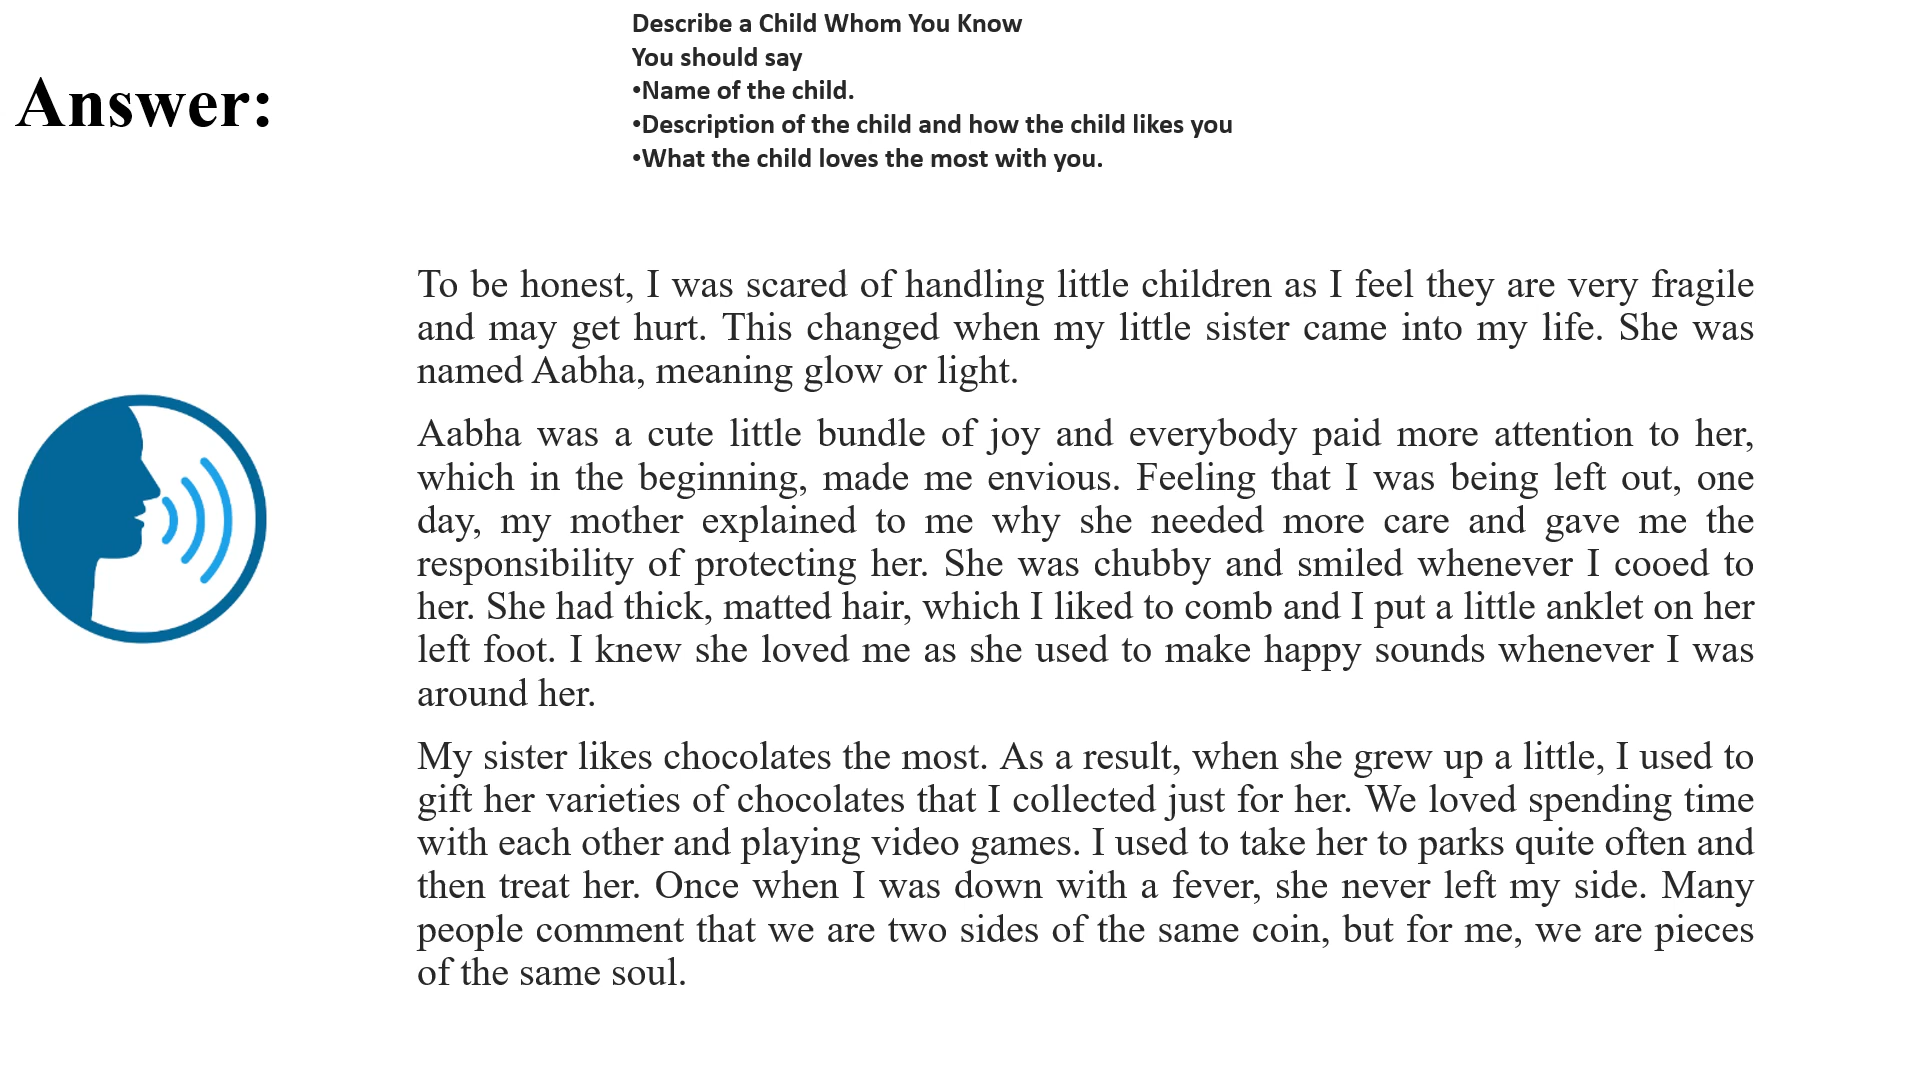 Describe a Child Whom You Know
You should say
Answer:
•Name of the child.
•Description of the child and how the child likes you
•What the child loves the most with you.
To be honest, I was scared of handling little children as I feel they are very fragile
and may get hurt. This changed when my little sister came into my life. She was
named Aabha, meaning glow or light.
Aabha was a cute little bundle of joy and everybody paid more attention to her,
which in the beginning, made me envious. Feeling that I was being left out, one
day, my mother explained to me why she needed more care and gave me the
responsibility of protecting her. She was chubby and smiled whenever I cooed to
her. She had thick, matted hair, which I liked to comb and I put a little anklet on her
left foot. I knew she loved me as she used to make happy sounds whenever I was
around her.
My sister likes chocolates the most. As a result, when she grew up a little, I used to
gift her varieties of chocolates that I collected just for her. We loved spending time
with each other and playing video games. I used to take her to parks quite often and
then treat her. Once when I was down with a fever, she never left my side. Many
people comment that we are two sides of the same coin, but for me, we are pieces
of the same soul.